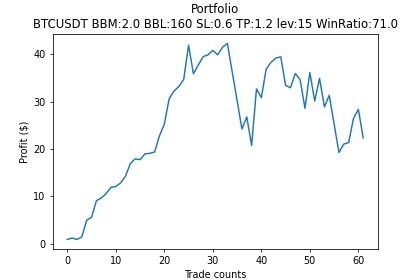 Portfolio
BTCUSDT BBM:2.0 BBL:160 SL:0.6 TP:1.2 lev:15 WinRatio:71.0
40
30
20
10
0
Profit ($)
0 10 20 30 40 50 60
Trade counts